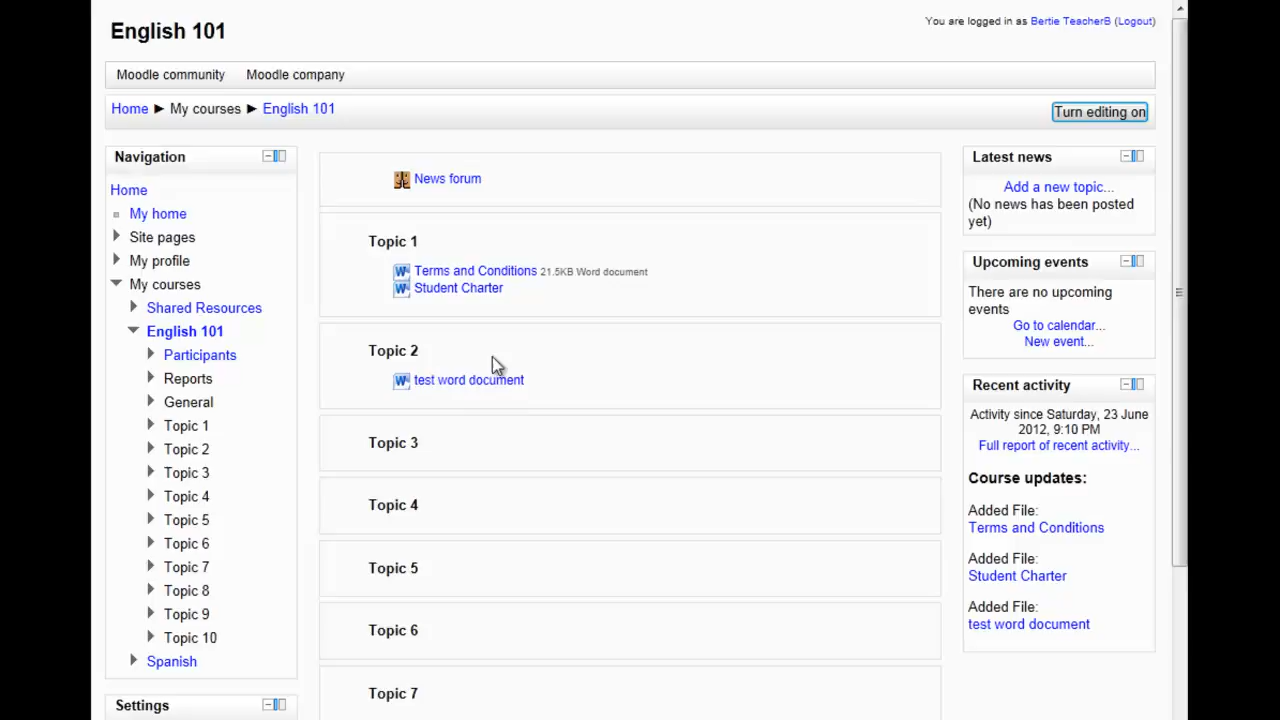 English 101
You are logged in as Bertie TeacherB (Logout)
Moodle community Moodle company
Home ► My courses ► English 101
Turn editing on
Navigation
Home
My home
Site pages
My profile
My courses
Shared Resources
English 101
Participants
Reports
General
Topic 1
Topic 2
Topic 3
Topic 4
Topic 5
Topic 6
Topic 7
Topic 8
Topic 9
Topic 10
Spanish
Settings
News forum
Topic 1
Terms and Conditions 21.5KB Word document
Student Charter
Topic 2
test word document
Topic 3
Topic 4
Topic 5
Topic 6
Topic 7
Latest news
Add a new topic...
(No news has been posted
yet)
Upcoming events
There are no upcoming
events
Go to calendar...
New event...
Recent activity
Activity since Saturday, 23 June
2012, 9:10 PM
Full report of recent activity...
Course updates:
Added File:
Terms and Conditions
Added File:
Student Charter
Added File:
test word document